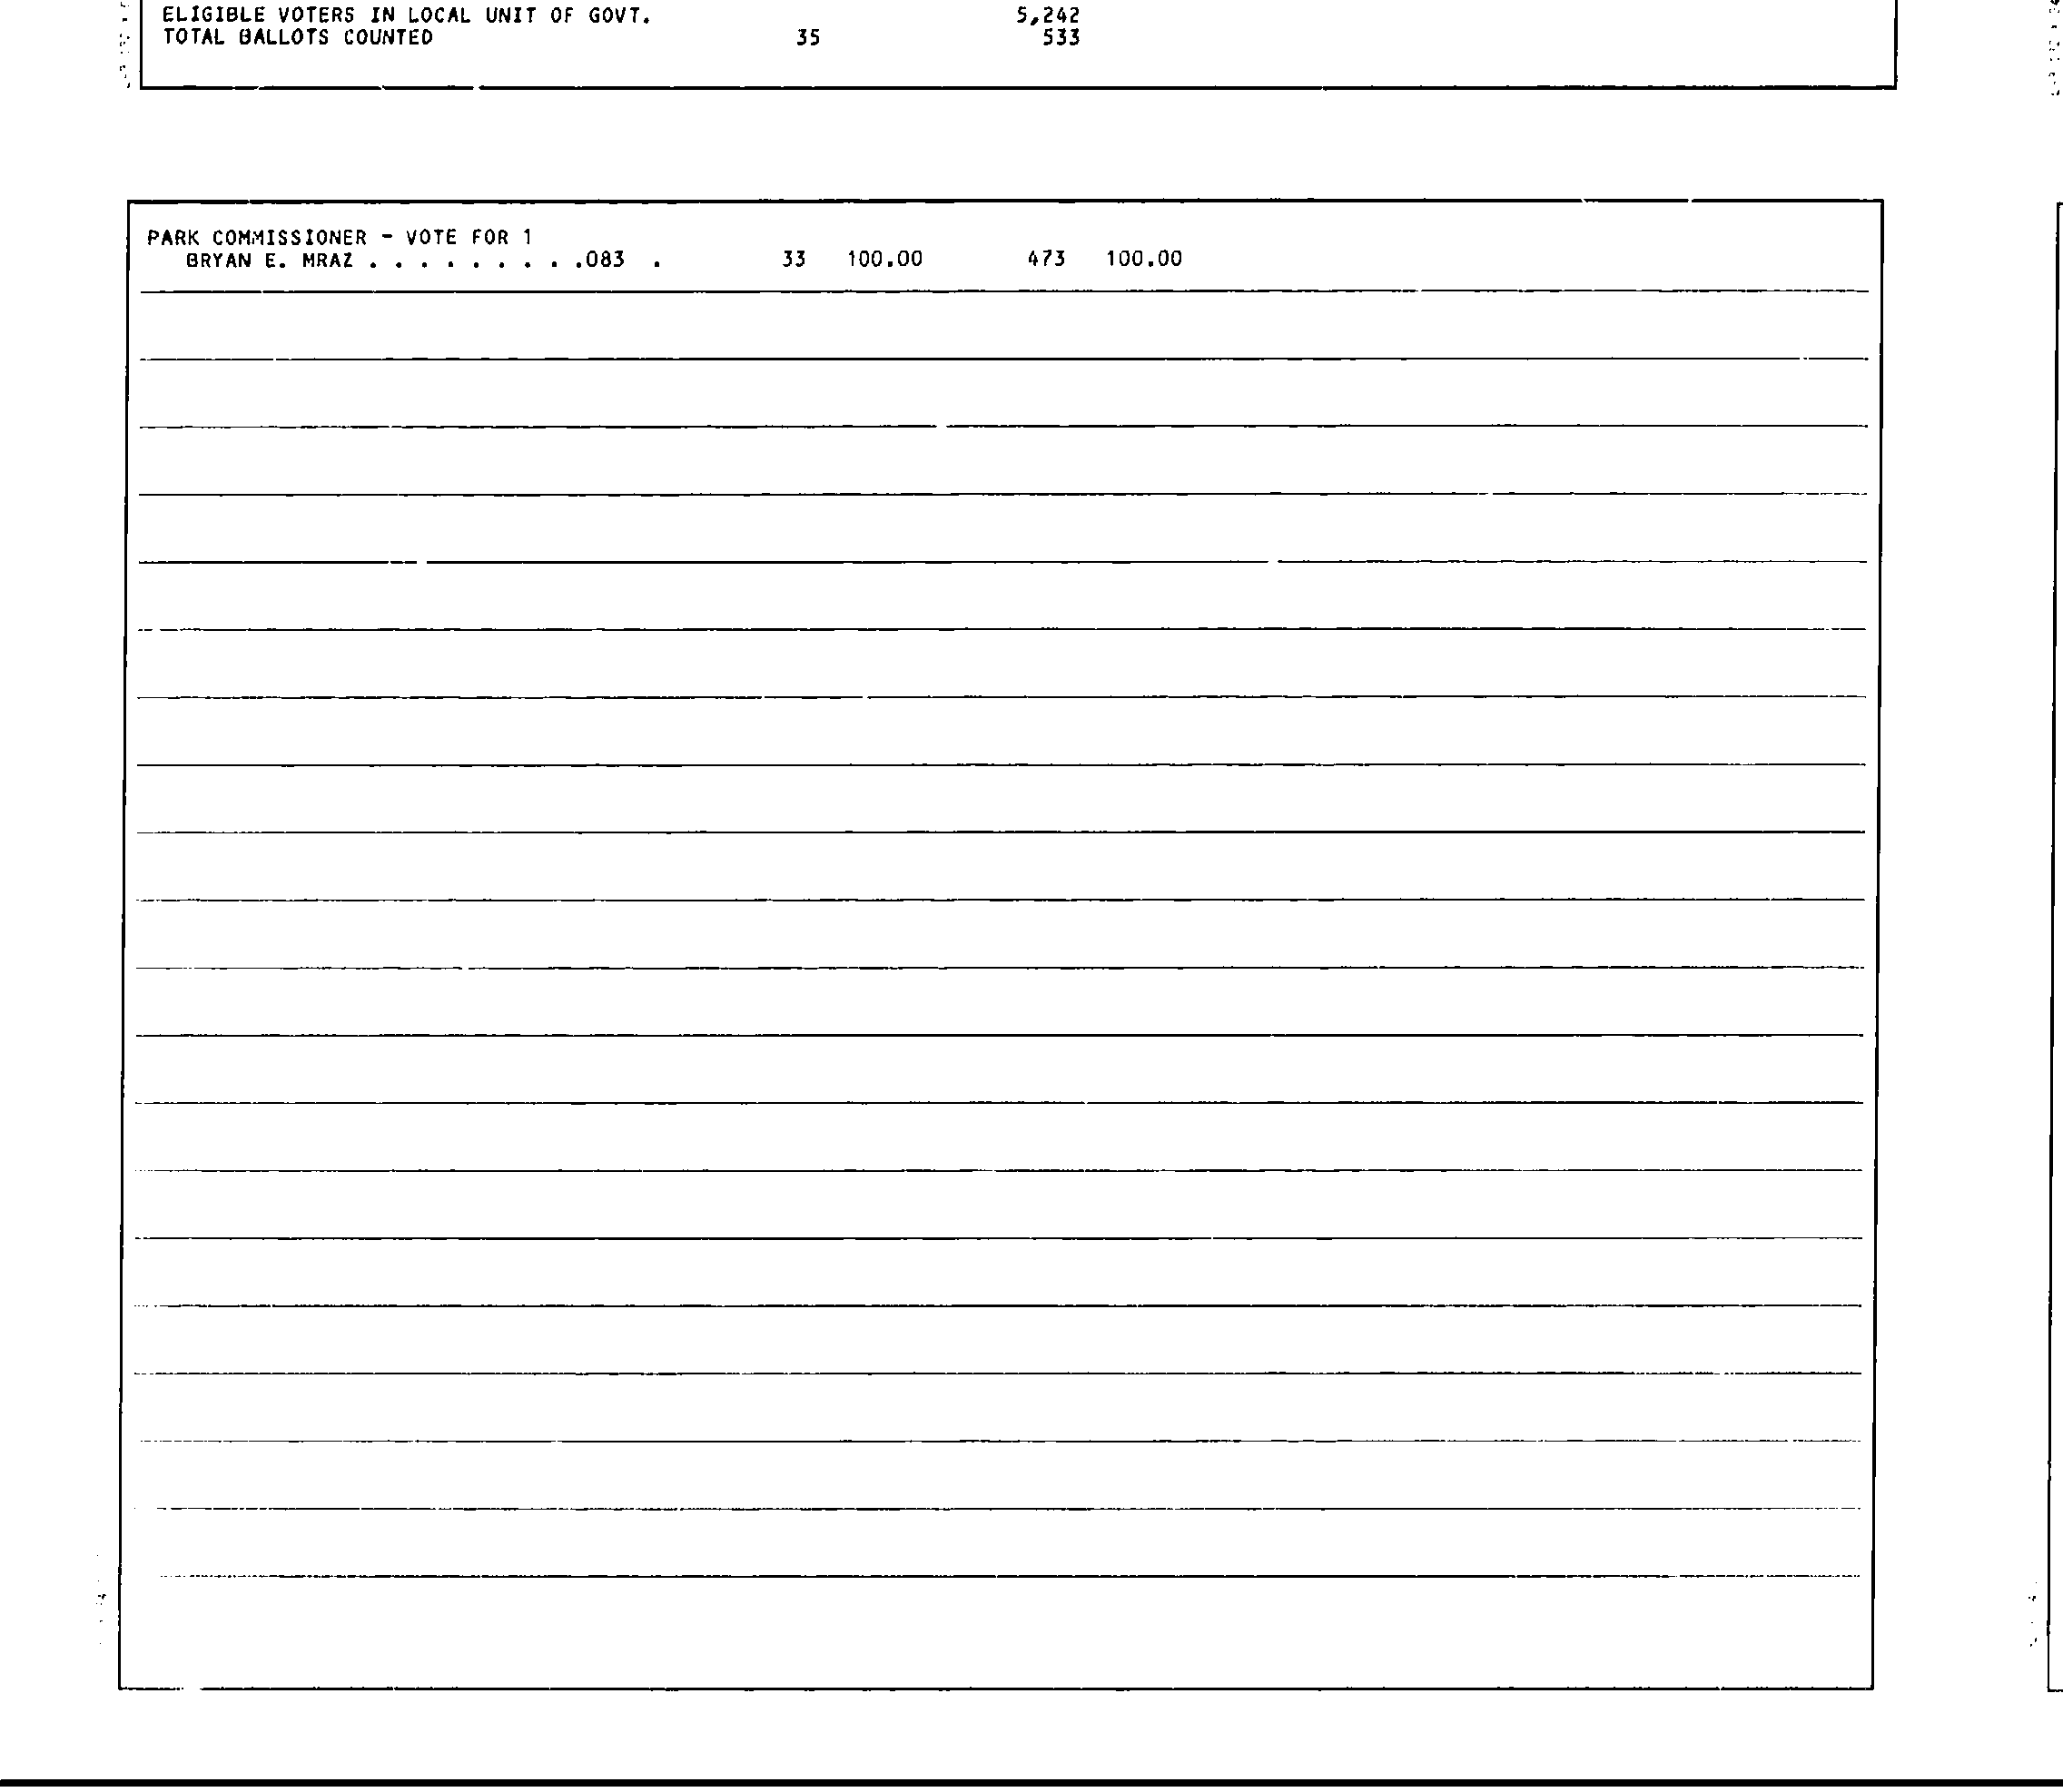 ELIGIBLE VOTERS IN LOCAL UNIT OF GOVT. 5,242
TOTAL BALLOTS COUNTED 35 533
PARK COMMISSIONER - VOTE FOR 1
BRYAN E. MRAZ . . . . . . . . .083 . 33 100.00 473 100.00